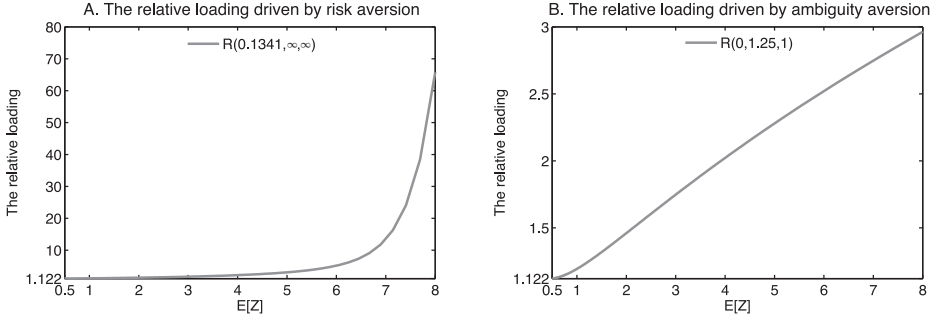 A. The relative loading driven by risk aversion
80
70
60
50
40
30
20
10
1.122
The relative loading
R(0.1341,∞,∞)
0.5 1 2 3 4 5 6 7 8
E[Z]
B. The relative loading driven by ambiguity aversion
3
2.5
2
1.5
1.122
The relative loading
R(0,1.25,1)
0.5 1 2 3 4 5 6 7 8
E[Z]